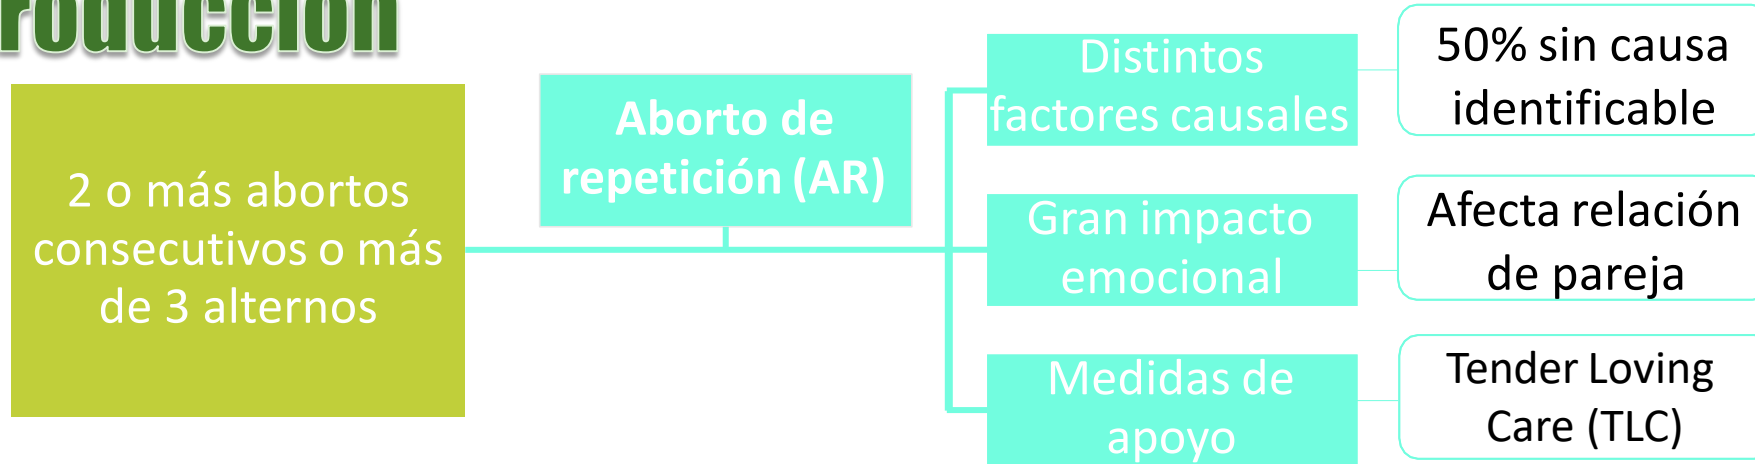 roducción
2 o más abortos
consecutivos o más
de 3 alternos
Aborto de
repetición (AR)
Distintos
factores causales
50% sin causa
identificable
Gran impacto
emocional
Afecta relación
de pareja
Medidas de
apoyo
Tender Loving
Care (TLC)